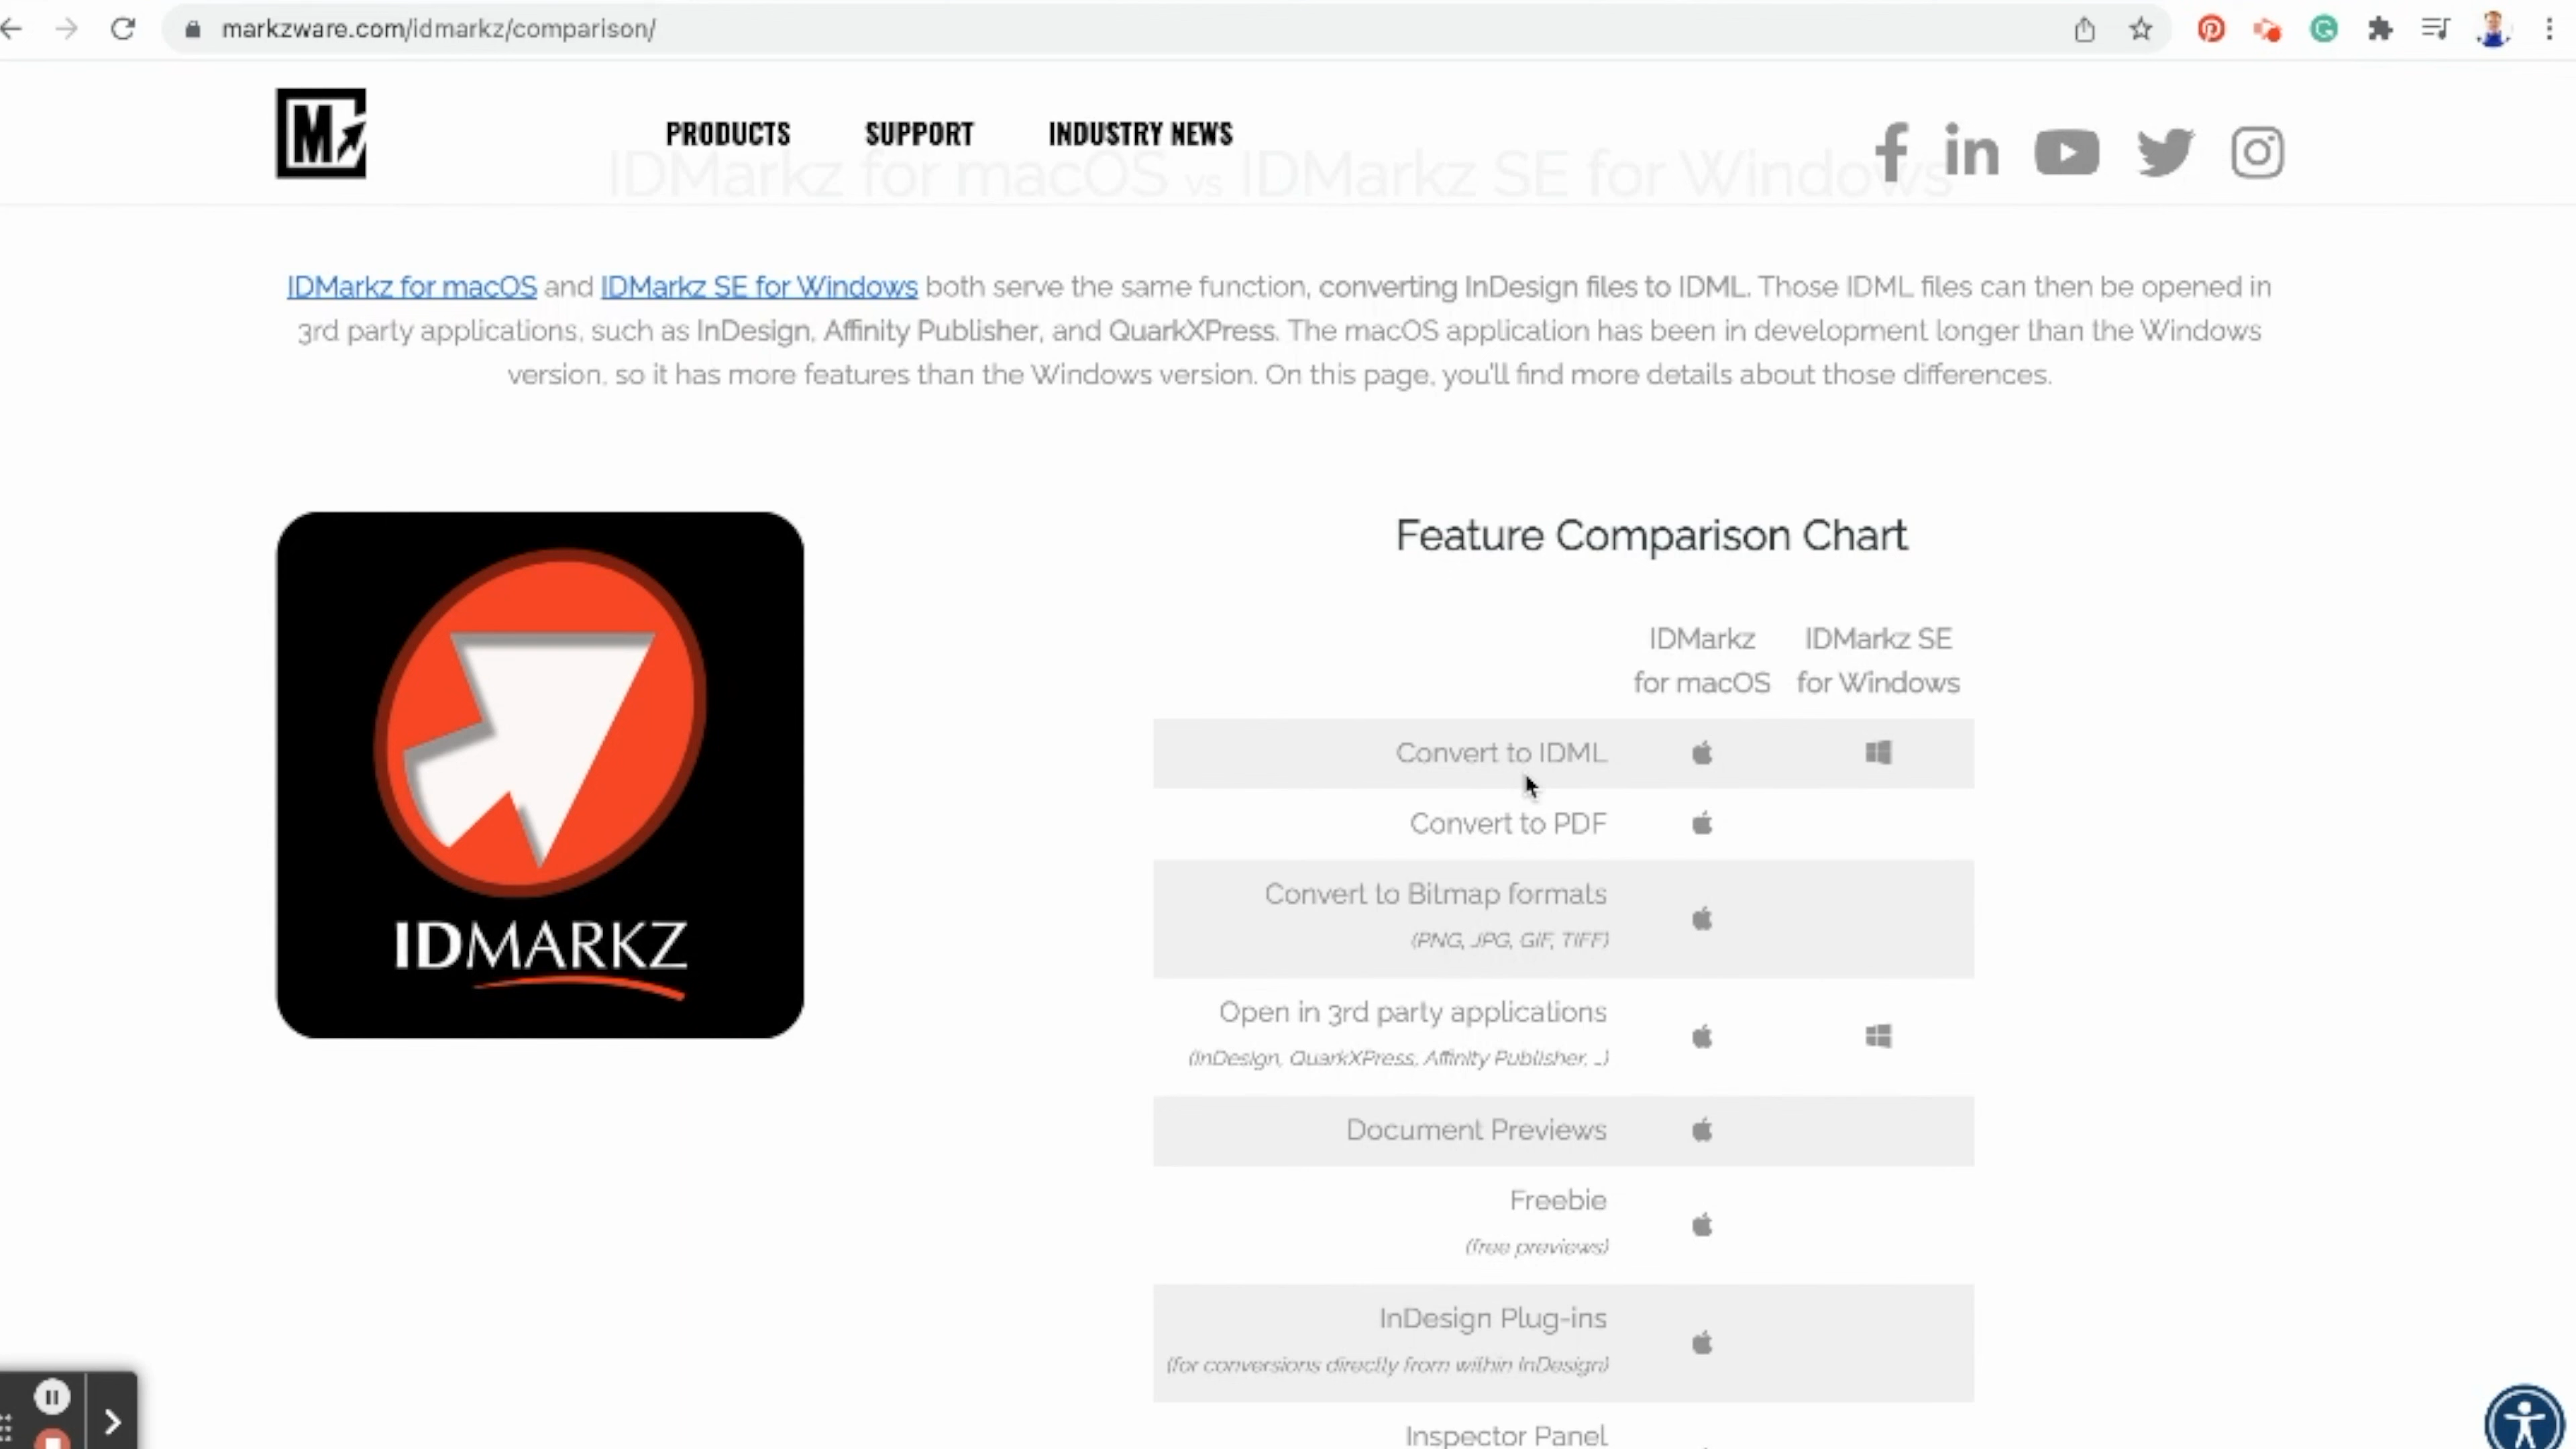 markzware.com/idmarkz/comparison/
M
PRODUCTS SUPPORT INDUSTRY NEWS
IDMarkz for macOS vs IDMarkz SE for Windows
IDMarkz for macOS and IDMarkz SE for Windows both serve the same function, converting InDesign files to IDML. Those IDML files can then be opened in
3rd party applications, such as InDesign, Affinity Publisher, and QuarkXPress. The macOS application has been in development longer than the Windows
version, so it has more features than the Windows version. On this page, you'll find more details about those differences.
IDMARKZ
Feature Comparison Chart
IDMarkz IDMarkz SE
for macOS for Windows
Convert to IDML
Convert to PDF
Convert to Bitmap formats
(PNG, JPG, GIF, TIFF)
Open in 3rd party applications
(InDesign, QuarkXPress, Affinity Publisher, ...)
Document Previews
Freebie
(free previews)
InDesign Plug-ins
(for conversions directly from within InDesign)
Inspector Panel